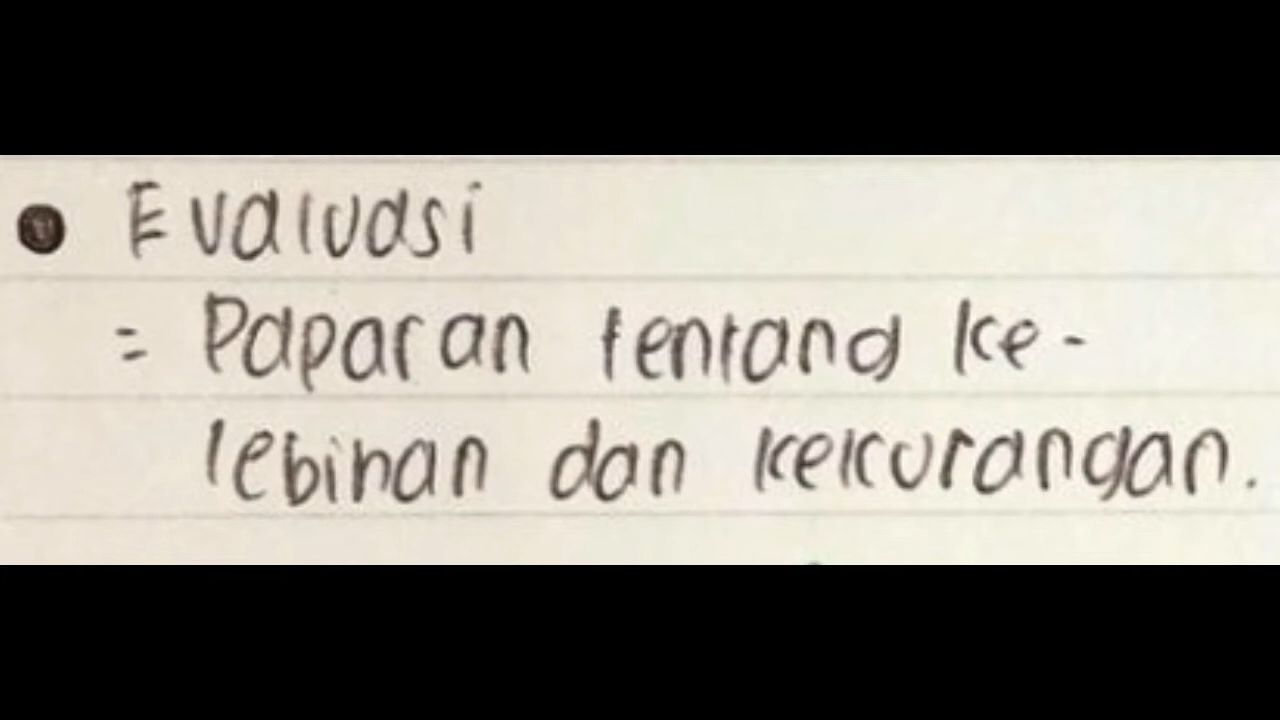 • Evaluasi
= Paparan tentang ke-
lebihan dan kekurangan.